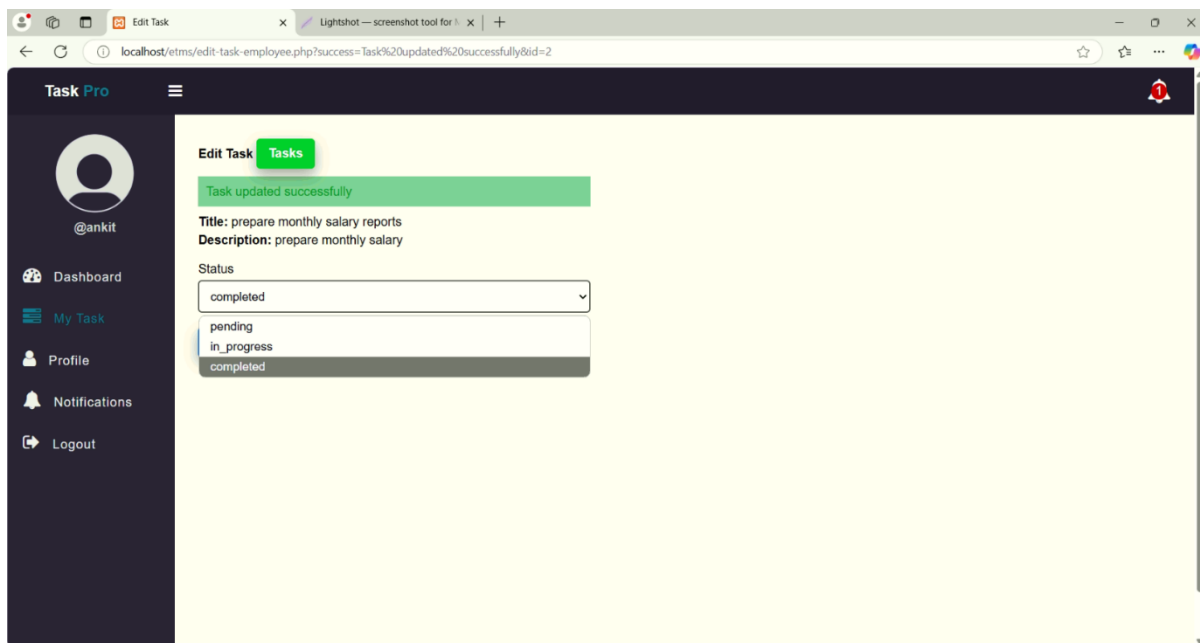 Edit Task
Lightshot — screenshot tool for
localhost/etms/edit-task-employee.php?success=Task%20updated%20successfully&id=2
Task Pro
1
@ankit
Dashboard
My Task
Profile
Notifications
Logout
Edit Task Tasks
Task updated successfully
Title: prepare monthly salary reports
Description: prepare monthly salary
Status
completed
pending
in_progress
completed